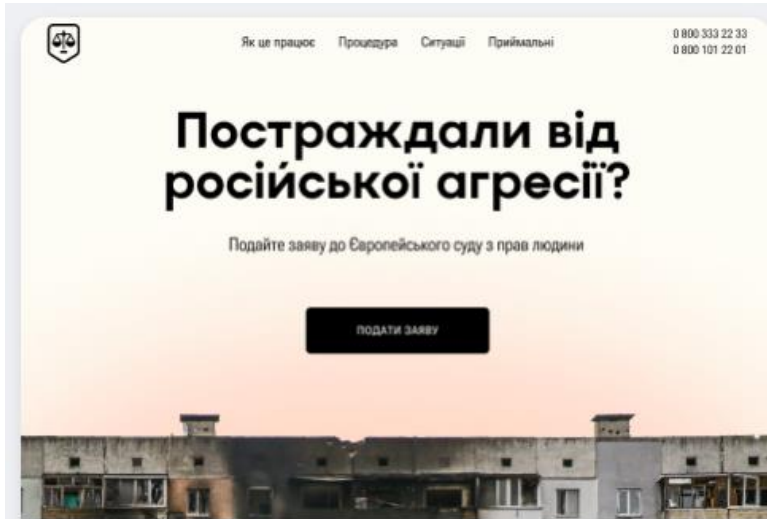 Як це працює
Процедура
Ситуації
Приймальні
0 800 333 22 33
0 800 101 22 01
Постраждали від
російської агресії?
Подайте заяву до Європейського суду з прав людини
ПОДАТИ ЗАЯВУ